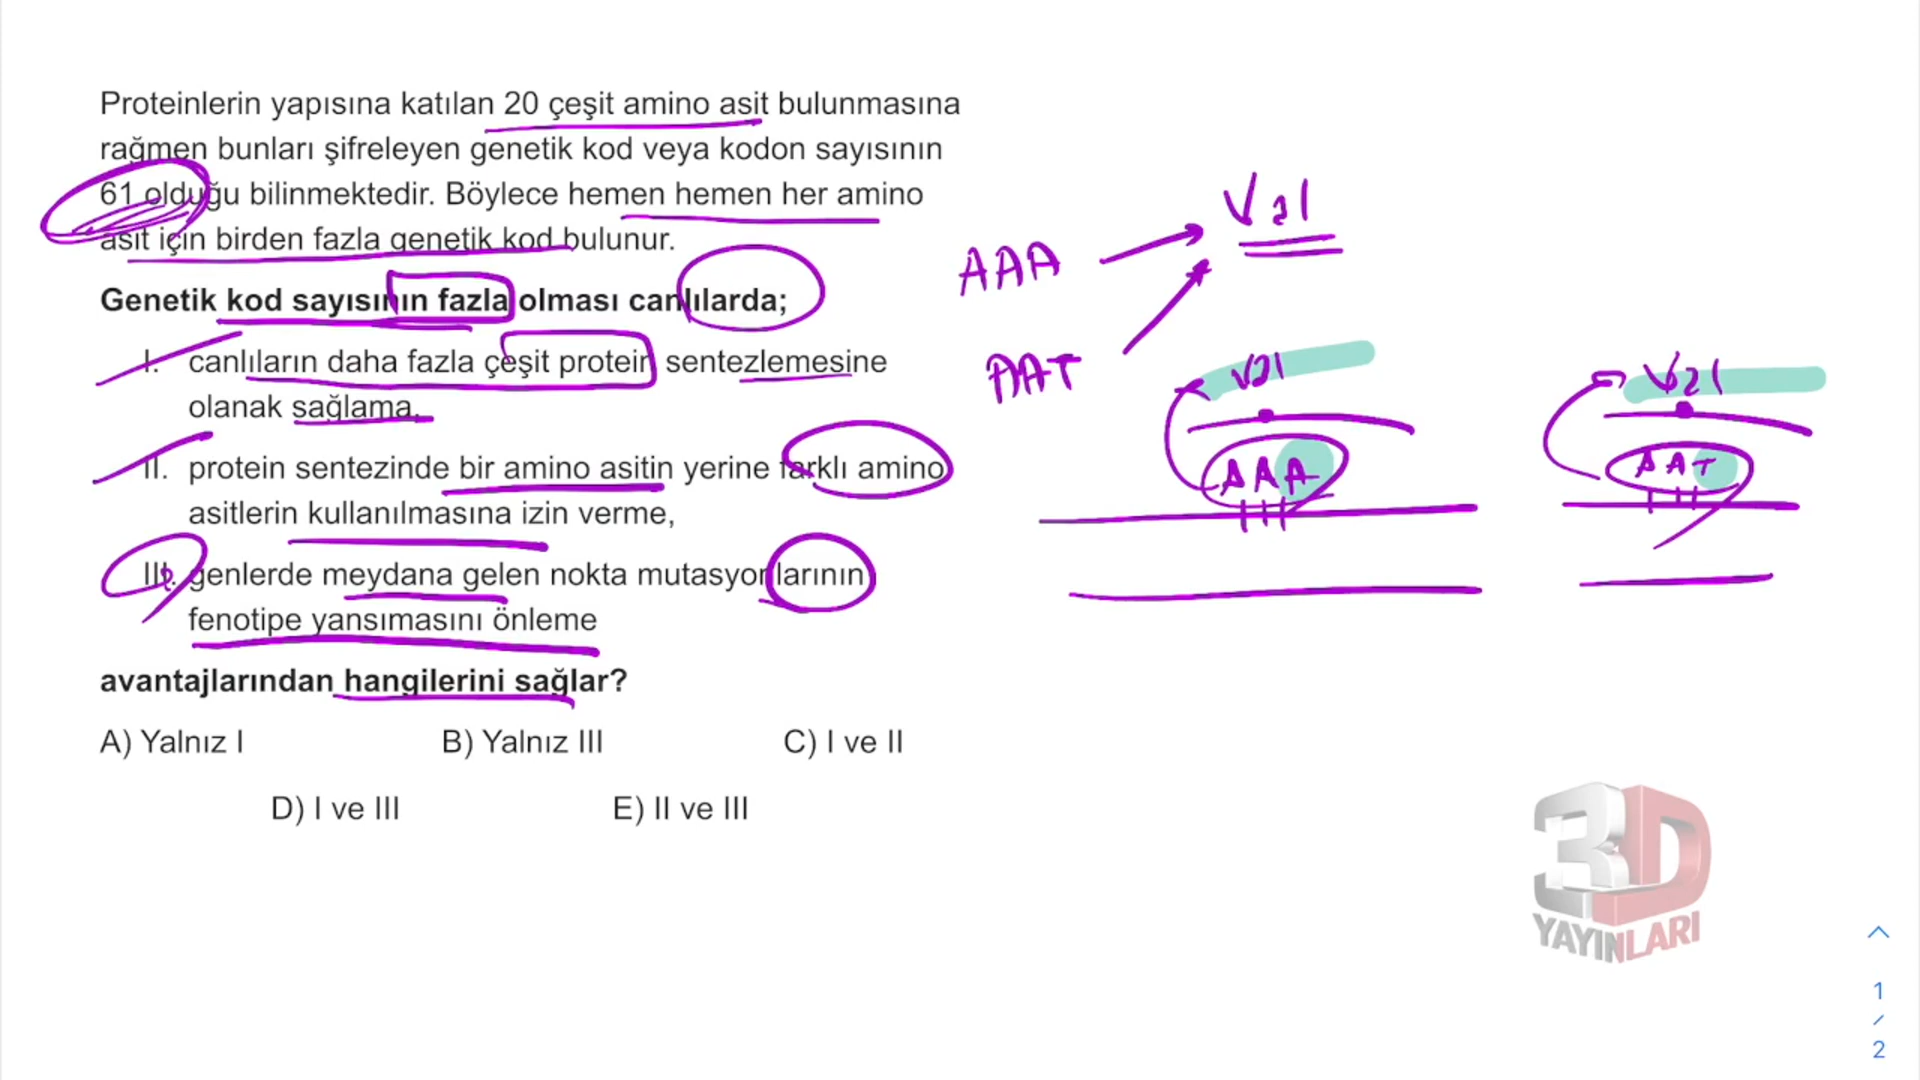 Proteinlerin yapısına katılan 20 çeşit amino asit bulunmasına
rağmen bunları şifreleyen genetik kod veya kodon sayısının
61 olduğu bilinmektedir. Böylece hemen hemen her amino
asit için birden fazla genetik kod bulunur.
Genetik kod sayısının fazla olması canlılarda;
I. canlıların daha fazla çeşit protein sentezlemesine
olanak sağlama,
II. protein sentezinde bir amino asitin yerine farklı amino
asitlerin kullanılmasına izin verme,
III. genlerde meydana gelen nokta mutasyonlarının
fenotipe yansımasını önleme
avantajlarından hangilerini sağlar?
A) Yalnız I B) Yalnız III C) I ve II
D) I ve III E) II ve III
Val
AAA
AAT
Val
AAA
Val
AAT
3D
YAYINLARI
1
/
2